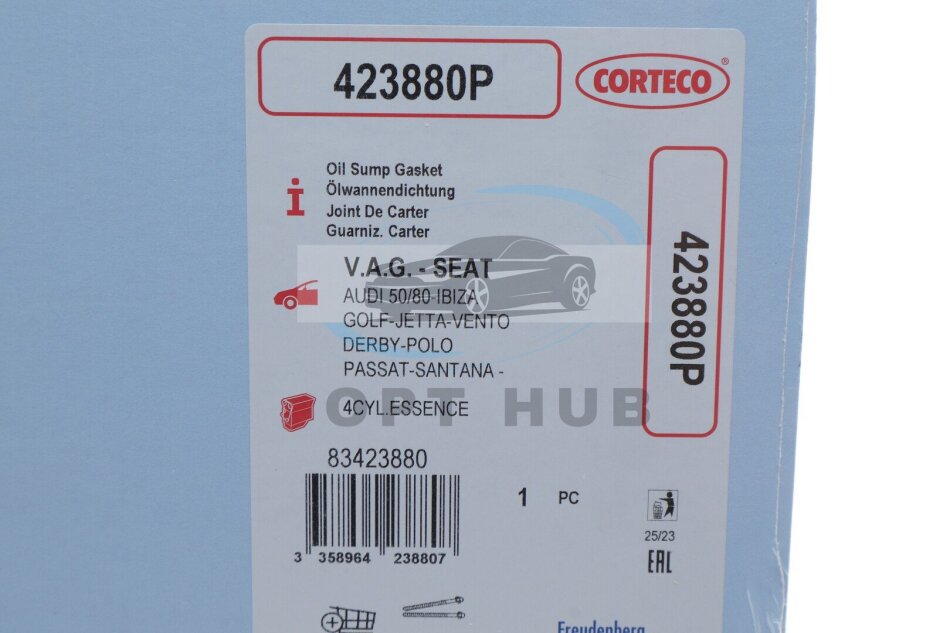 423880P
CORTECO®
Oil Sump Gasket
Ölwannendichtung
Joint De Carter
Guarniz. Carter
V.A.G. - SEAT
AUDI 50/80-IBIZA
GOLF-JETTA-VENTO
DERBY-POLO
PASSAT-SANTANA -
423880P
OPT HUB
4CYL.ESSENCE
83423880
1 PC
3 358964 238807
25/23
EAC
Freudenberg